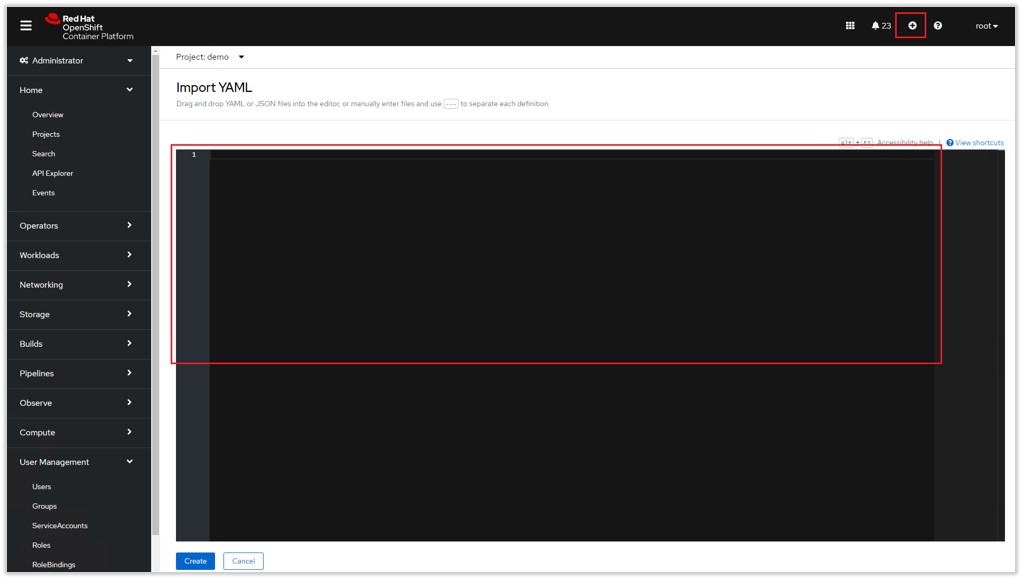 Red Hat
OpenShift
Container Platform
23
root
Administrator
Home
Overview
Projects
Search
API Explorer
Events
Operators
Workloads
Networking
Storage
Builds
Pipelines
Observe
Compute
User Management
Users
Groups
ServiceAccounts
Roles
RoleBindings
Project: demo
Import YAML
Drag and drop YAML or JSON files into the editor, or manually enter files and use --- to separate each definition.
Alt + F1 Accessibility help | View shortcuts
1
Create Cancel